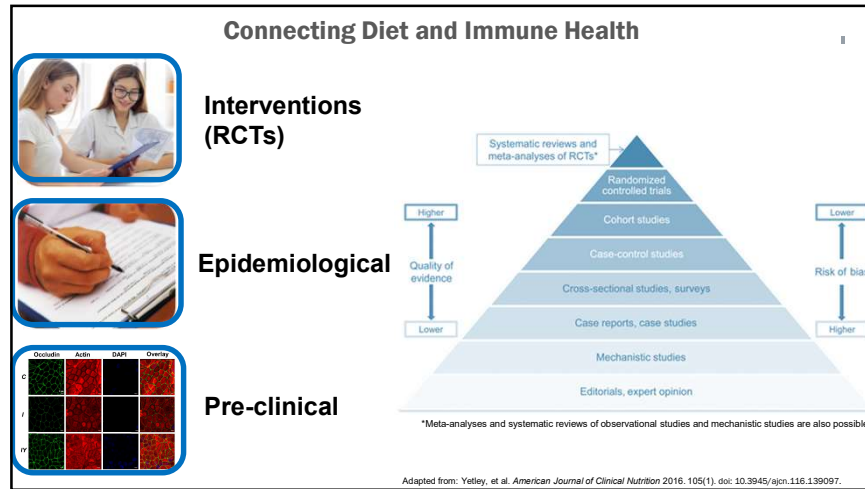 Connecting Diet and Immune Health
Interventions
(RCTs)
Epidemiological
Occludin Actin DAPI Overlay
C
I
IY
Pre-clinical
Systematic reviews and
meta-analyses of RCTs*
Randomized
controlled trials
Cohort studies
Case-control studies
Cross-sectional studies, surveys
Case reports, case studies
Mechanistic studies
Editorials, expert opinion
Higher
Quality of
evidence
Lower
Lower
Risk of bias
Higher
*Meta-analyses and systematic reviews of observational studies and mechanistic studies are also possible
Adapted from: Yetley, et al. American Journal of Clinical Nutrition 2016. 105(1). doi: 10.3945/ajcn.116.139097.